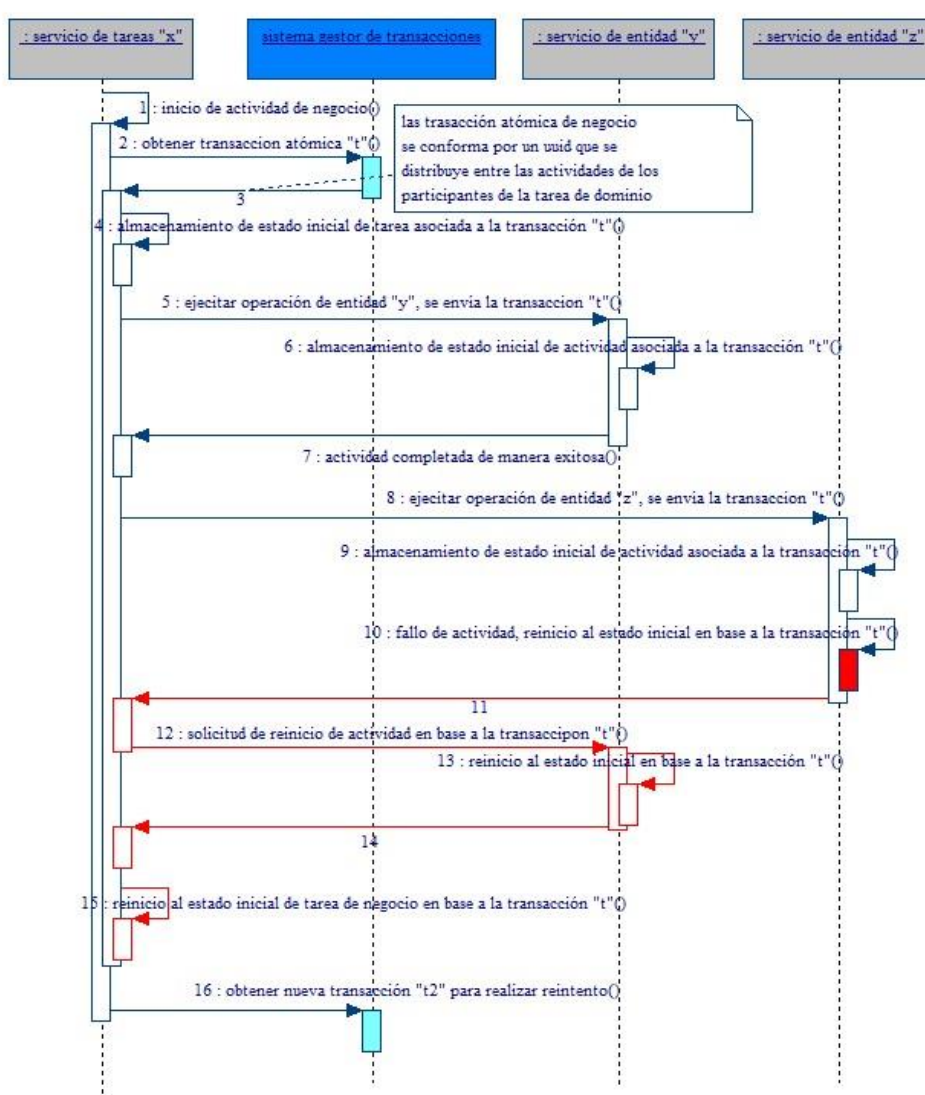 : servicio de tareas "x"
sistema gestor de transacciones
: servicio de entidad "y"
: servicio de entidad "z"
1 : inicio de actividad de negocio()
las trasacción atómica de negocio
se conforma por un uuid que se
distribuye entre las actividades de los
participantes de la tarea de dominio
2 : obtener transaccion atómica "t"()
3
4 : almacenamiento de estado inicial de tarea asociada a la transacción "t"()
5 : ejecitar operación de entidad "y", se envia la transaccion "t"()
6 : almacenamiento de estado inicial de actividad asociada a la transacción "t"()
7 : actividad completada de manera exitosa()
8 : ejecitar operación de entidad "z", se envia la transaccion "t"()
9 : almacenamiento de estado inicial de actividad asociada a la transacción "t"()
10 : fallo de actividad, reinicio al estado inicial en base a la transacción "t"()
11
12 : solicitud de reinicio de actividad en base a la transaccipon "t"()
13 : reinicio al estado inicial en base a la transacción "t"()
14
15 : reinicio al estado inicial de tarea de negocio en base a la transacción "t"()
16 : obtener nueva transacción "t2" para realizar reintento()